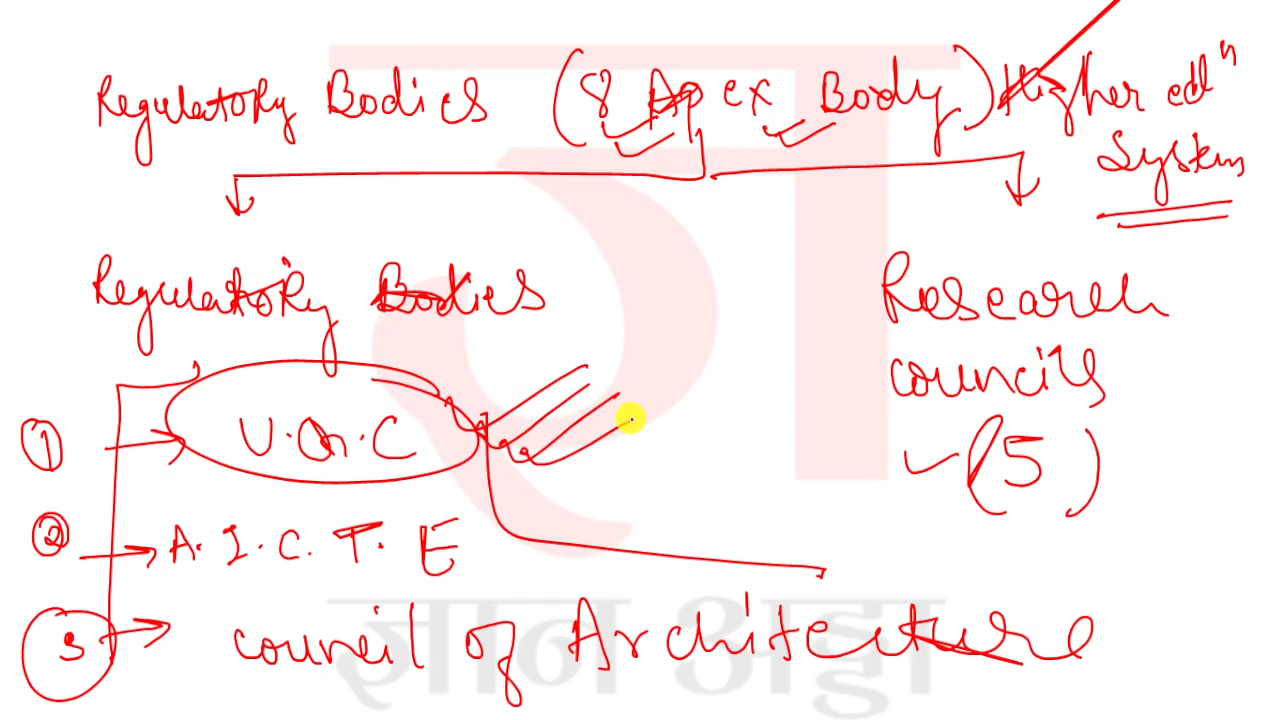 Regulatory Bodies (8 Apex Body) Higher edⁿ
System
Regulatory Bodies
Research
councils
(5)
① U.G.C
② A.I.C.T.E
③ council of Architecture
ज्ञान अड्डा